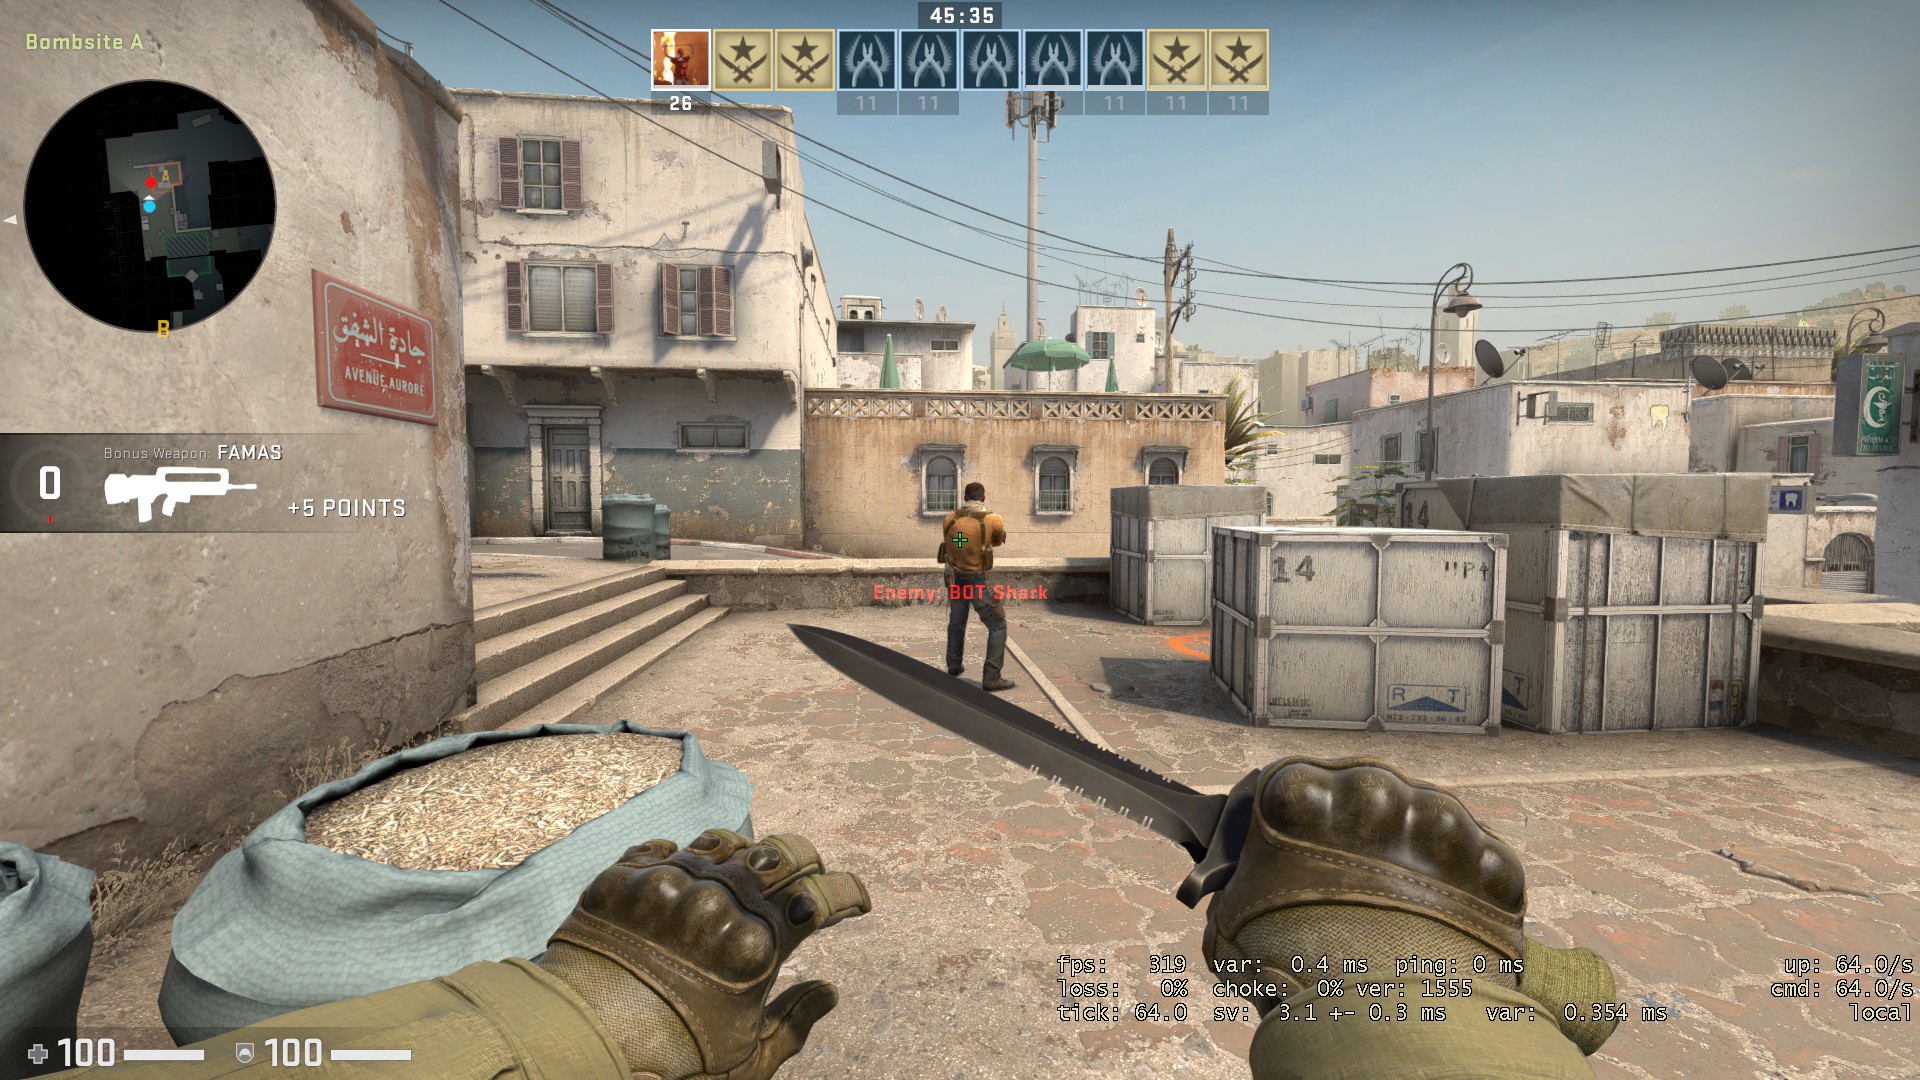 45:35
Bombsite A
26
11 11 11 11 11
A
B
جادة الشفق
AVENUE AURORE
Bonus Weapon: FAMAS
0
+5 POINTS
Enemy: BOT Shark
14
14
R T
T
PHARMACIE
fps: 319 var: 0.4 ms ping: 0 ms
loss: 0% choke: 0% ver: 1555
tick: 64.0 sv: 3.1 +- 0.3 ms var: 0.354 ms
up: 64.0/s
cmd: 64.0/s
local
100 100